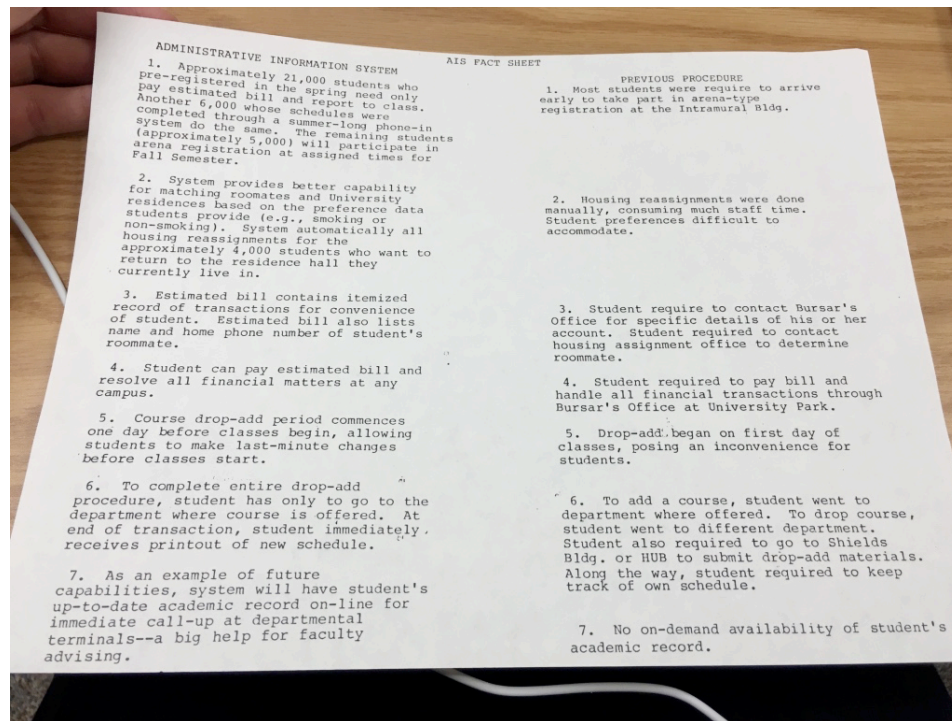 ADMINISTRATIVE INFORMATION SYSTEM
AIS FACT SHEET
1. Approximately 21,000 students who
pre-registered in the spring need only
pay estimated bill and report to class.
Another 6,000 whose schedules were
completed through a summer-long phone-in
system do the same. The remaining students
(approximately 5,000) will participate in
arena registration at assigned times for
Fall Semester.
2. System provides better capability
for matching roomates and University
residences based on the preference data
students provide (e.g., smoking or
non-smoking). System automatically all
housing reassignments for the
approximately 4,000 students who want to
return to the residence hall they
currently live in.
3. Estimated bill contains itemized
record of transactions for convenience
of student. Estimated bill also lists
name and home phone number of student's
roommate.
4. Student can pay estimated bill and
resolve all financial matters at any
campus.
5. Course drop-add period commences
one day before classes begin, allowing
students to make last-minute changes
before classes start.
6. To complete entire drop-add
procedure, student has only to go to the
department where course is offered. At
end of transaction, student immediately
receives printout of new schedule.
7. As an example of future
capabilities, system will have student's
up-to-date academic record on-line for
immediate call-up at departmental
terminals--a big help for faculty
advising.
PREVIOUS PROCEDURE
1. Most students were require to arrive
early to take part in arena-type
registration at the Intramural Bldg.
2. Housing reassignments were done
manually, consuming much staff time.
Student preferences difficult to
accommodate.
3. Student require to contact Bursar's
Office for specific details of his or her
account. Student required to contact
housing assignment office to determine
roommate.
4. Student required to pay bill and
handle all financial transactions through
Bursar's Office at University Park.
5. Drop-add began on first day of
classes, posing an inconvenience for
students.
6. To add a course, student went to
department where offered. To drop course,
student went to different department.
Student also required to go to Shields
Bldg. or HUB to submit drop-add materials.
Along the way, student required to keep
track of own schedule.
7. No on-demand availability of student's
academic record.